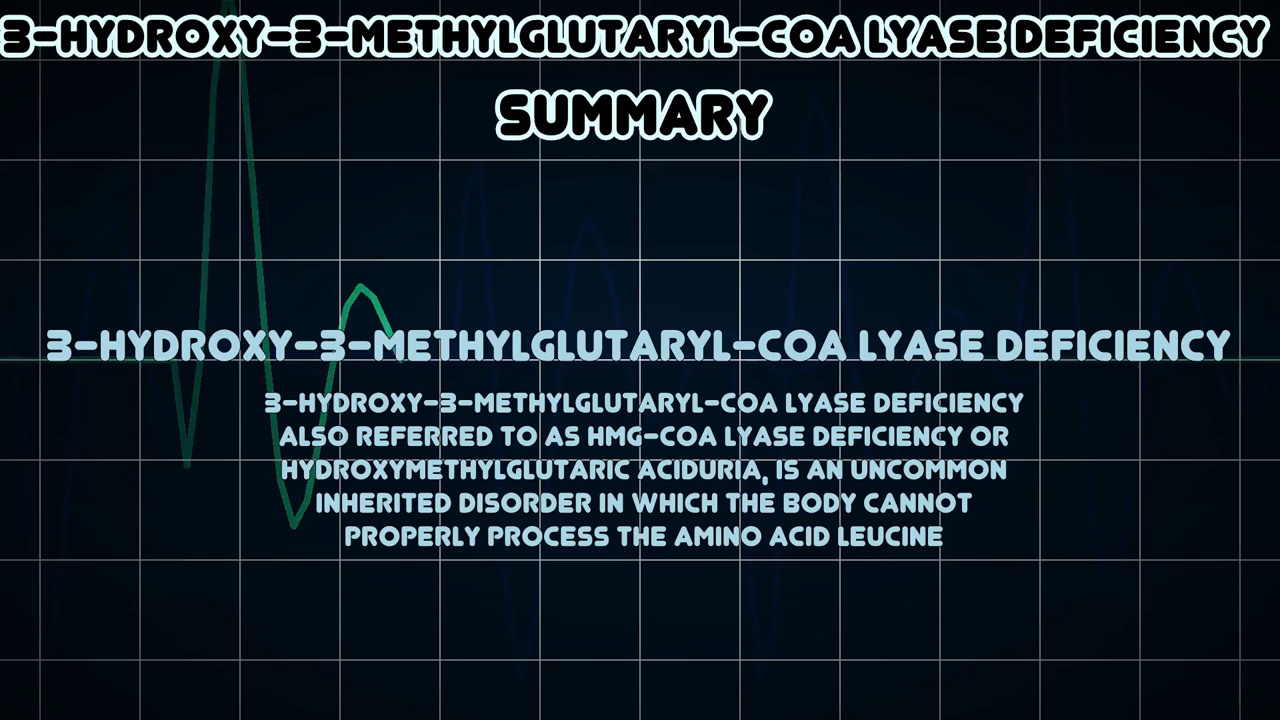 3-HYDROXY-3-METHYLGLUTARYL-COA LYASE DEFICIENCY
SUMMARY
3-HYDROXY-3-METHYLGLUTARYL-COA LYASE DEFICIENCY
3-HYDROXY-3-METHYLGLUTARYL-COA LYASE DEFICIENCY
ALSO REFERRED TO AS HMG-COA LYASE DEFICIENCY OR
HYDROXYMETHYLGLUTARIC ACIDURIA, IS AN UNCOMMON
INHERITED DISORDER IN WHICH THE BODY CANNOT
PROPERLY PROCESS THE AMINO ACID LEUCINE